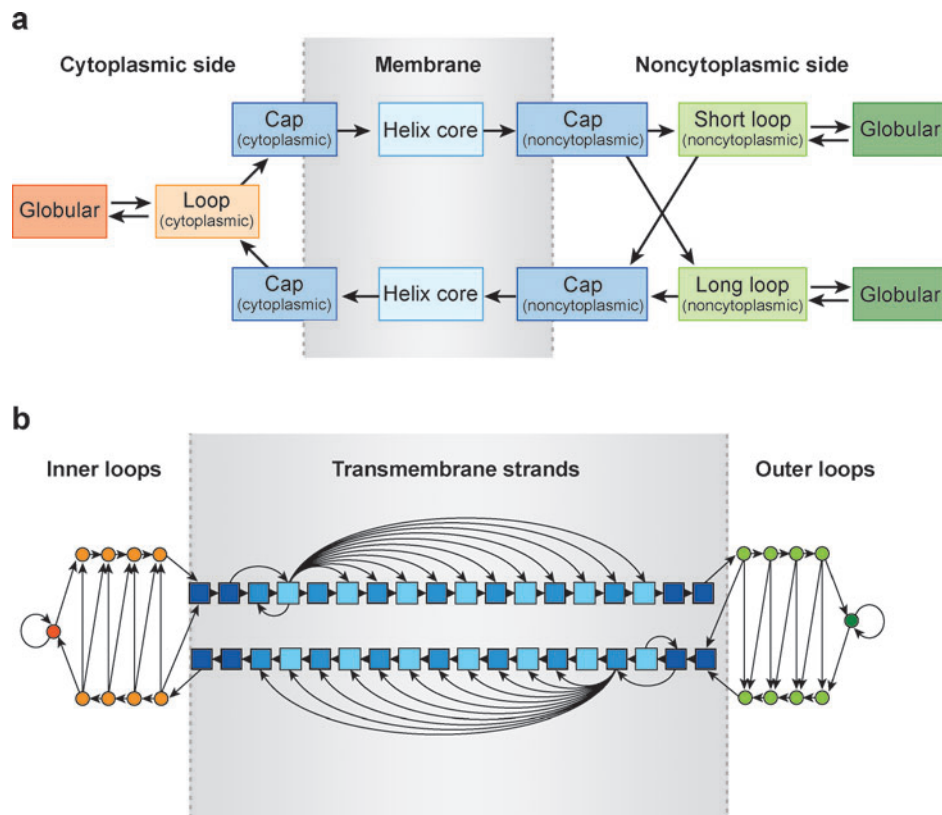 a
Cytoplasmic side
Membrane
Noncytoplasmic side
Cap
(cytoplasmic)
Helix core
Cap
(noncytoplasmic)
Short loop
(noncytoplasmic)
Globular
Globular
Loop
(cytoplasmic)
Cap
(cytoplasmic)
Helix core
Cap
(noncytoplasmic)
Long loop
(noncytoplasmic)
Globular
b
Inner loops
Transmembrane strands
Outer loops